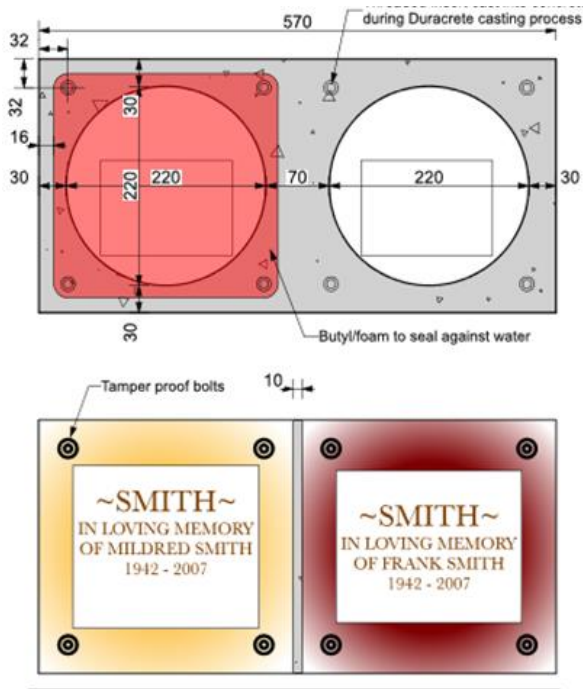 during Duracrete casting process
570
32
32
30
16
30
220
220
70
220
30
30
Butyl/foam to seal against water
Tamper proof bolts
10
~SMITH~
IN LOVING MEMORY
OF MILDRED SMITH
1942 - 2007
~SMITH~
IN LOVING MEMORY
OF FRANK SMITH
1942 - 2007